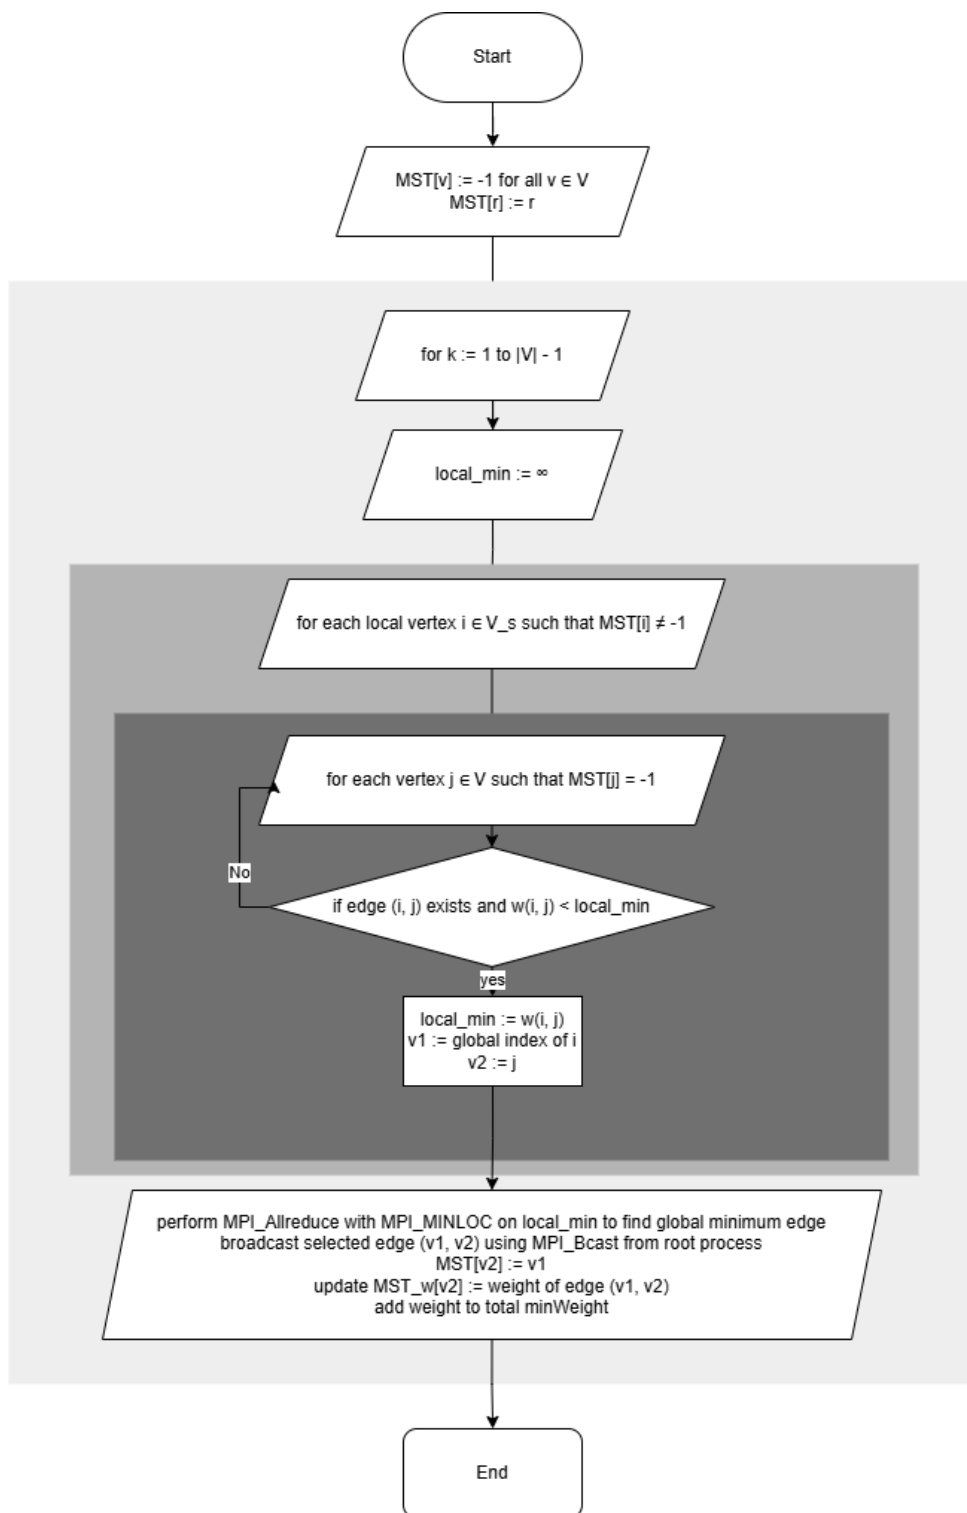 Start
MST[v] := -1 for all v ∈ V
MST[r] := r
for k := 1 to |V| - 1
local_min := ∞
for each local vertex i ∈ V_s such that MST[i] ≠ -1
for each vertex j ∈ V such that MST[j] = -1
No
if edge (i, j) exists and w(i, j) < local_min
yes
local_min := w(i, j)
v1 := global index of i
v2 := j
perform MPI_Allreduce with MPI_MINLOC on local_min to find global minimum edge
broadcast selected edge (v1, v2) using MPI_Bcast from root process
MST[v2] := v1
update MST_w[v2] := weight of edge (v1, v2)
add weight to total minWeight
End